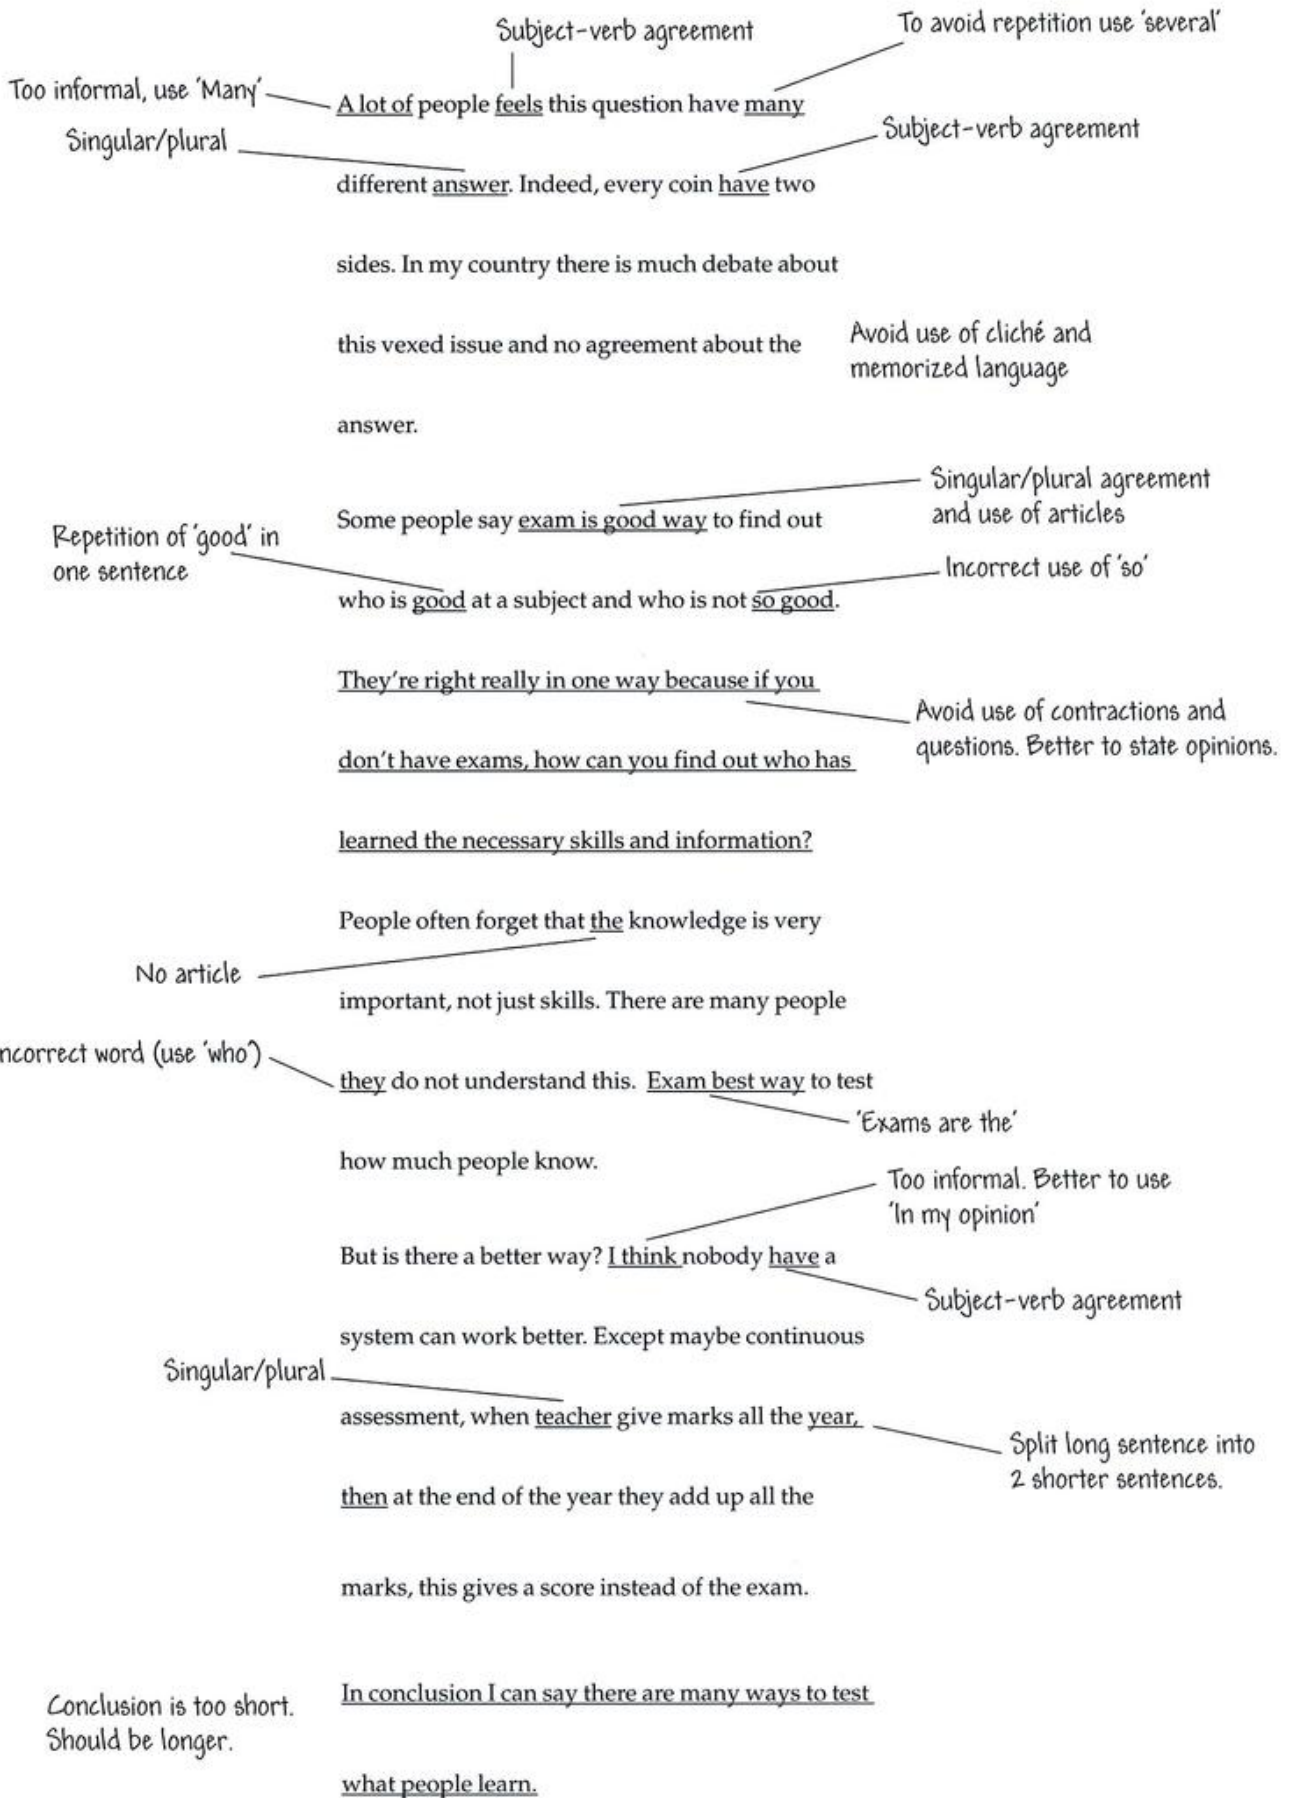 Subject-verb agreement
To avoid repetition use 'several'
Too informal, use 'Many'
A lot of people feels this question have many
Singular/plural
Subject-verb agreement
different answer. Indeed, every coin have two
sides. In my country there is much debate about
this vexed issue and no agreement about the
Avoid use of cliché and
memorized language
answer.
Singular/plural agreement
and use of articles
Some people say exam is good way to find out
Repetition of 'good' in
one sentence
Incorrect use of 'so'
who is good at a subject and who is not so good.
They're right really in one way because if you
Avoid use of contractions and
questions. Better to state opinions.
don't have exams, how can you find out who has
learned the necessary skills and information?
People often forget that the knowledge is very
No article
important, not just skills. There are many people
ncorrect word (use 'who')
they do not understand this. Exam best way to test
'Exams are the'
how much people know.
Too informal. Better to use
'In my opinion'
But is there a better way? I think nobody have a
Subject-verb agreement
system can work better. Except maybe continuous
Singular/plural
assessment, when teacher give marks all the year,
Split long sentence into
2 shorter sentences.
then at the end of the year they add up all the
marks, this gives a score instead of the exam.
In conclusion I can say there are many ways to test
Conclusion is too short.
Should be longer.
what people learn.